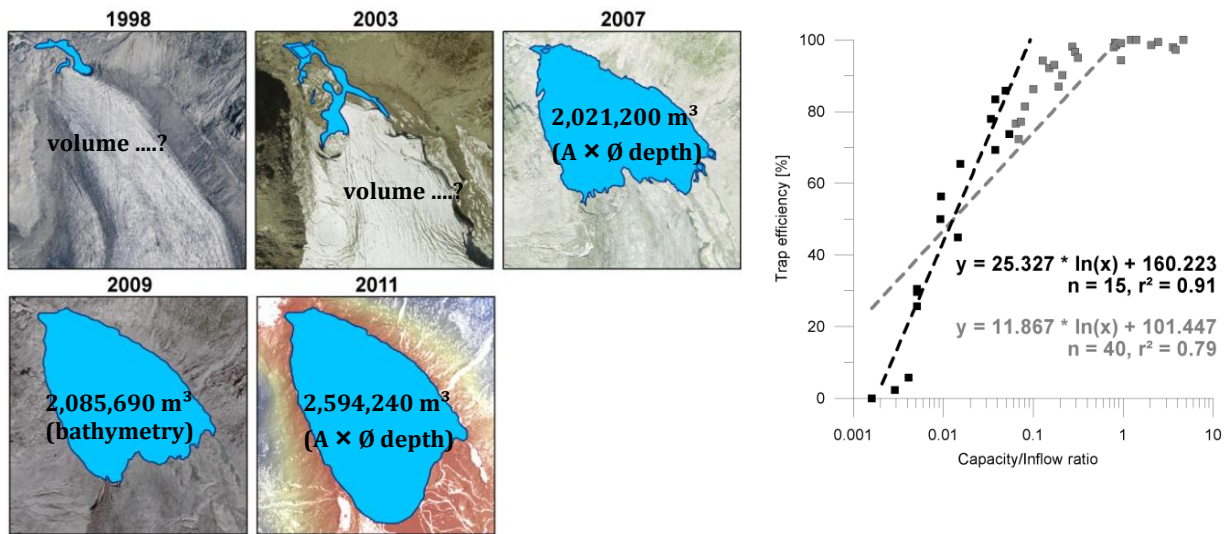 1998
2003
2007
volume ....?
volume ....?
2,021,200 m³
(A × Ø depth)
2009
2011
2,085,690 m³
(bathymetry)
2,594,240 m³
(A × Ø depth)
100
80
60
40
20
0
Trap efficiency [%]
y = 25.327 * ln(x) + 160.223
n = 15, r² = 0.91
y = 11.867 * ln(x) + 101.447
n = 40, r² = 0.79
0.001
0.01
0.1
1
10
Capacity/Inflow ratio